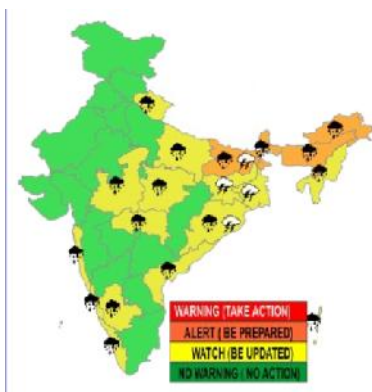 WARNING (TAKE ACTION)
ALERT ( BE PREPARED)
WATCH (BE UPDATED)
NO WARNING ( NO ACTION)